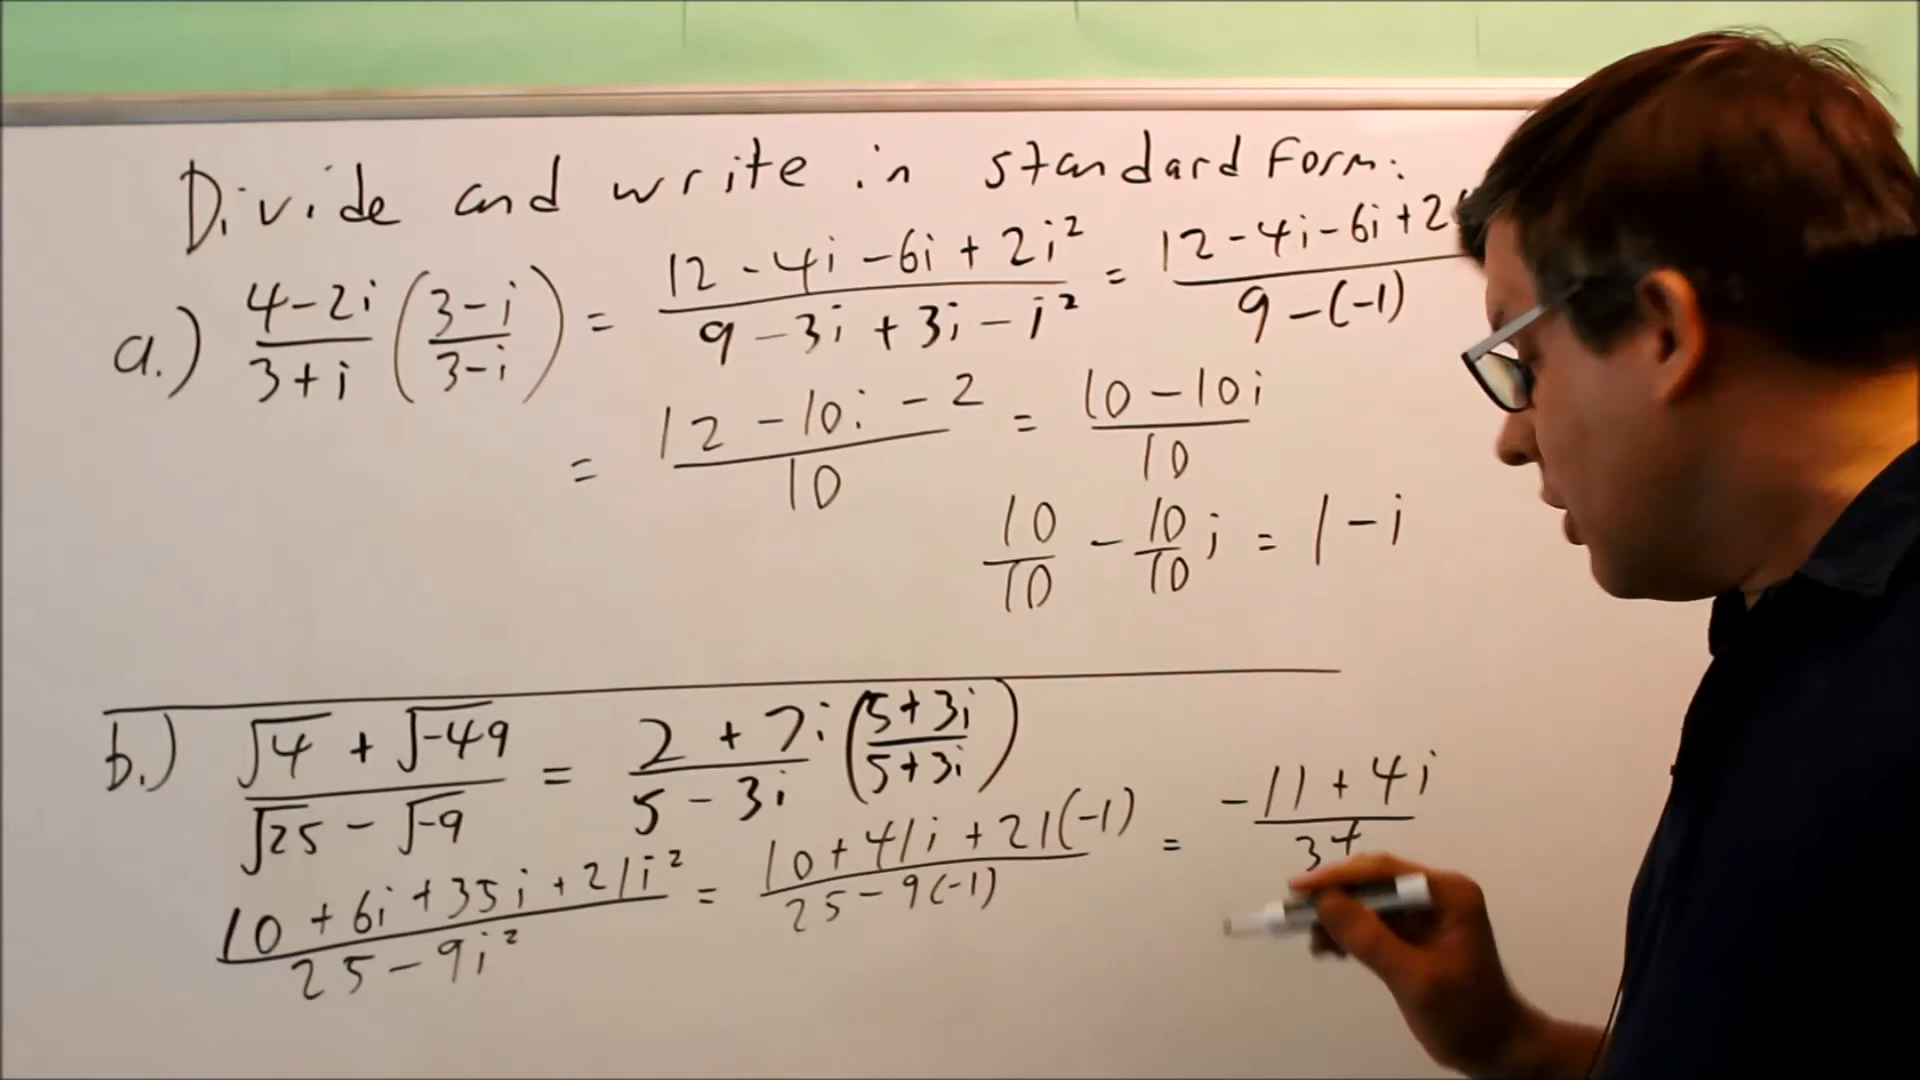 Divide and write in standard form:
a.) 4-2i/3+i (3-i/3-i) = 12-4i-6i+2i²/9-3i+3i-i² = 12-4i-6i+2/9-(-1)
= 12-10i-2/10 = 10-10i/10
10/10 - 10/10 i = 1-i
b.) √4+√-49/√25-√-9 = 2+7i/5-3i (5+3i/5+3i)
10+6i+35i+21i²/25-9i² = 10+41i+21(-1)/25-9(-1) = -11+4i/34